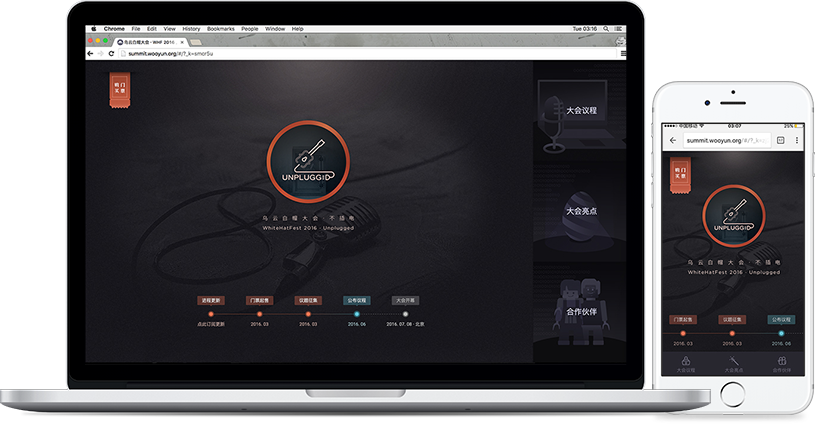 Chrome File Edit View History Bookmarks People Window Help
Tue 03:16
乌云白帽大会 - WHF 2016
summit.wooyun.org/#/?_k=smor5u
购门
买票
UNPLUGGED
乌云白帽大会 不插电
WhiteHatFest 2016 · Unplugged
进程更新 门票起售 议题征集 公布议程 大会开幕
点此订阅更新 2016. 03 2016. 03 2016. 06 2016. 07. 08 · 北京
大会议程
大会亮点
合作伙伴
中国移动 03:07 25%
summit.wooyun.org/#/?_k=
购门
买票
UNPLUGGED
乌云白帽大会 不插电
WhiteHatFest 2016 · Unplugged
门票起售 议题征集 公布议程
2016. 03 2016. 03 2016. 06
大会议程 大会亮点 合作伙伴